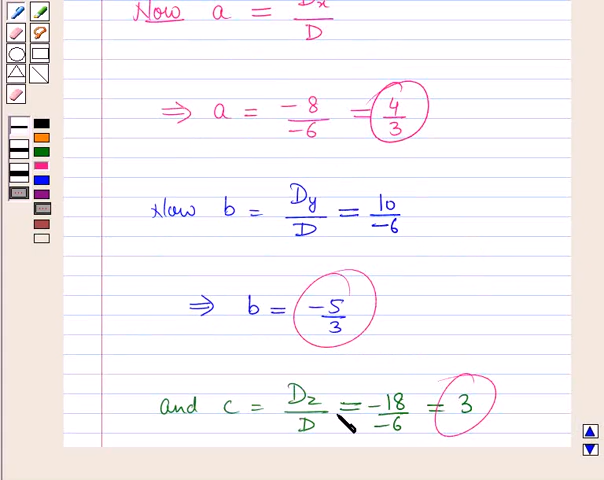 Now a = Dx/D
⇒ a = -8/-6 = 4/3
Now b = Dy/D = 10/-6
⇒ b = -5/3
and c = Dz/D = -18/-6 = 3